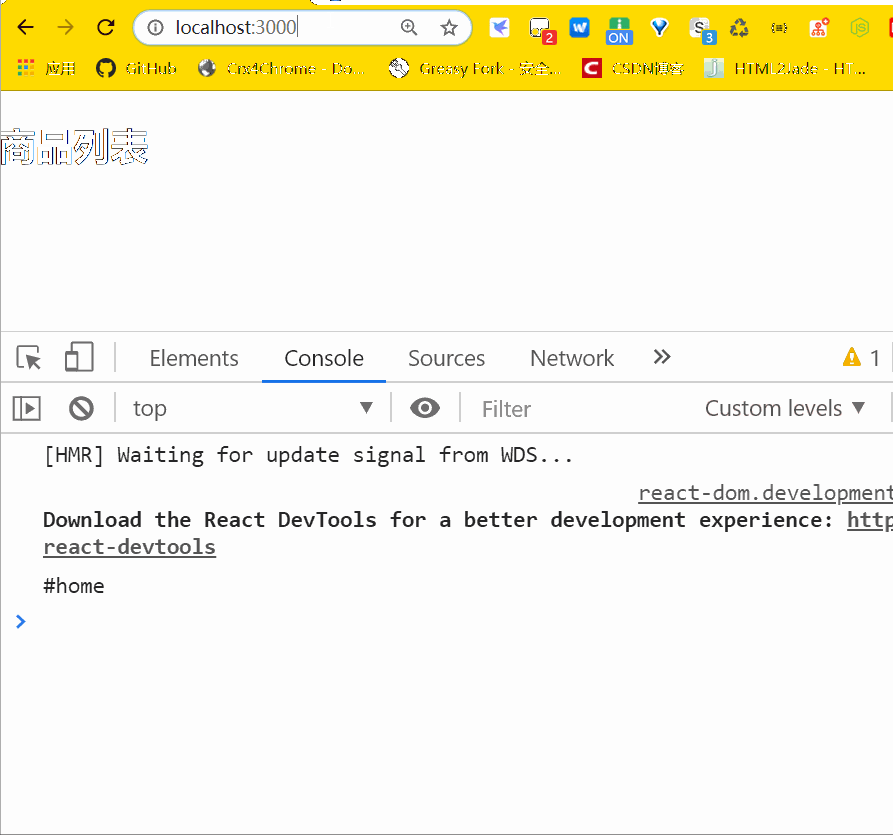 localhost:3000
2
ON
3
应用 GitHub Crx4Chrome - Do... Greasy Fork - 安全... CSDN博客 HTML2Jade - HT...
商品列表
Elements Console Sources Network 1
top Filter Custom levels
[HMR] Waiting for update signal from WDS...
react-dom.development
Download the React DevTools for a better development experience: http
react-devtools
#home